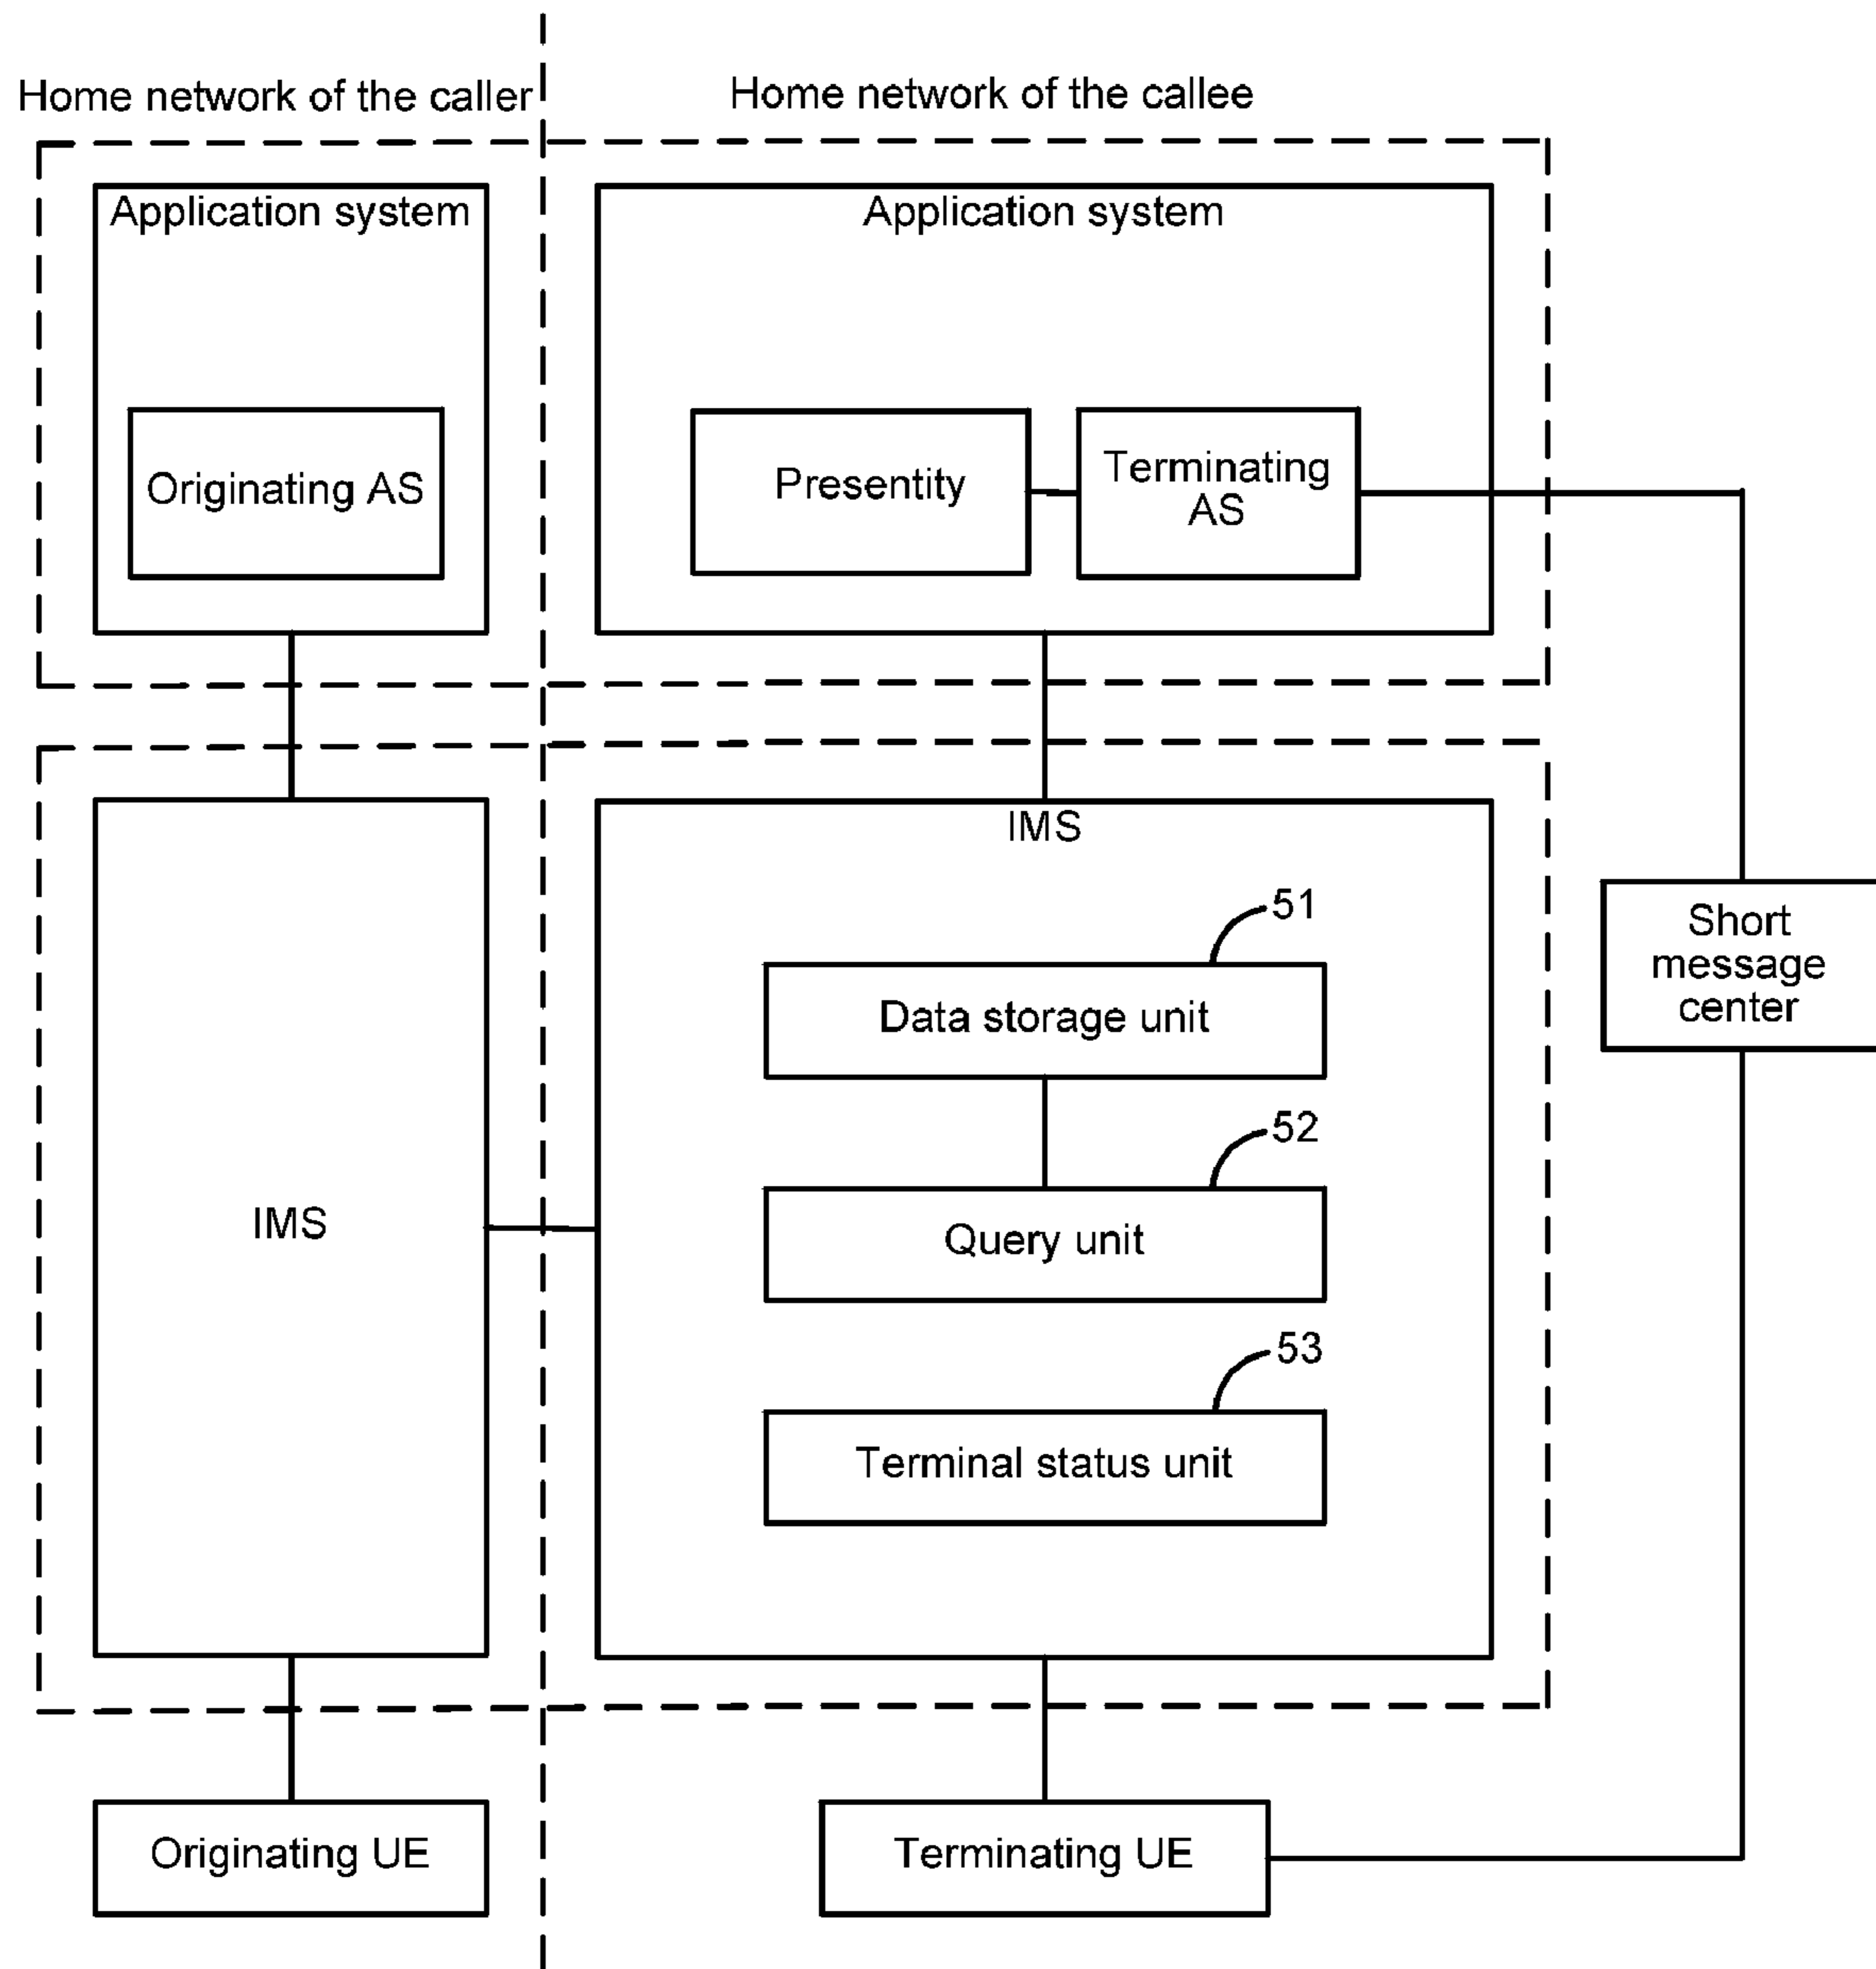 Home network of the caller
Home network of the callee
Application system
Application system
Originating AS
Presentity
Terminating
AS
IMS
51
Data storage unit
Short
message
center
52
IMS
Query unit
53
Terminal status unit
Originating UE
Terminating UE